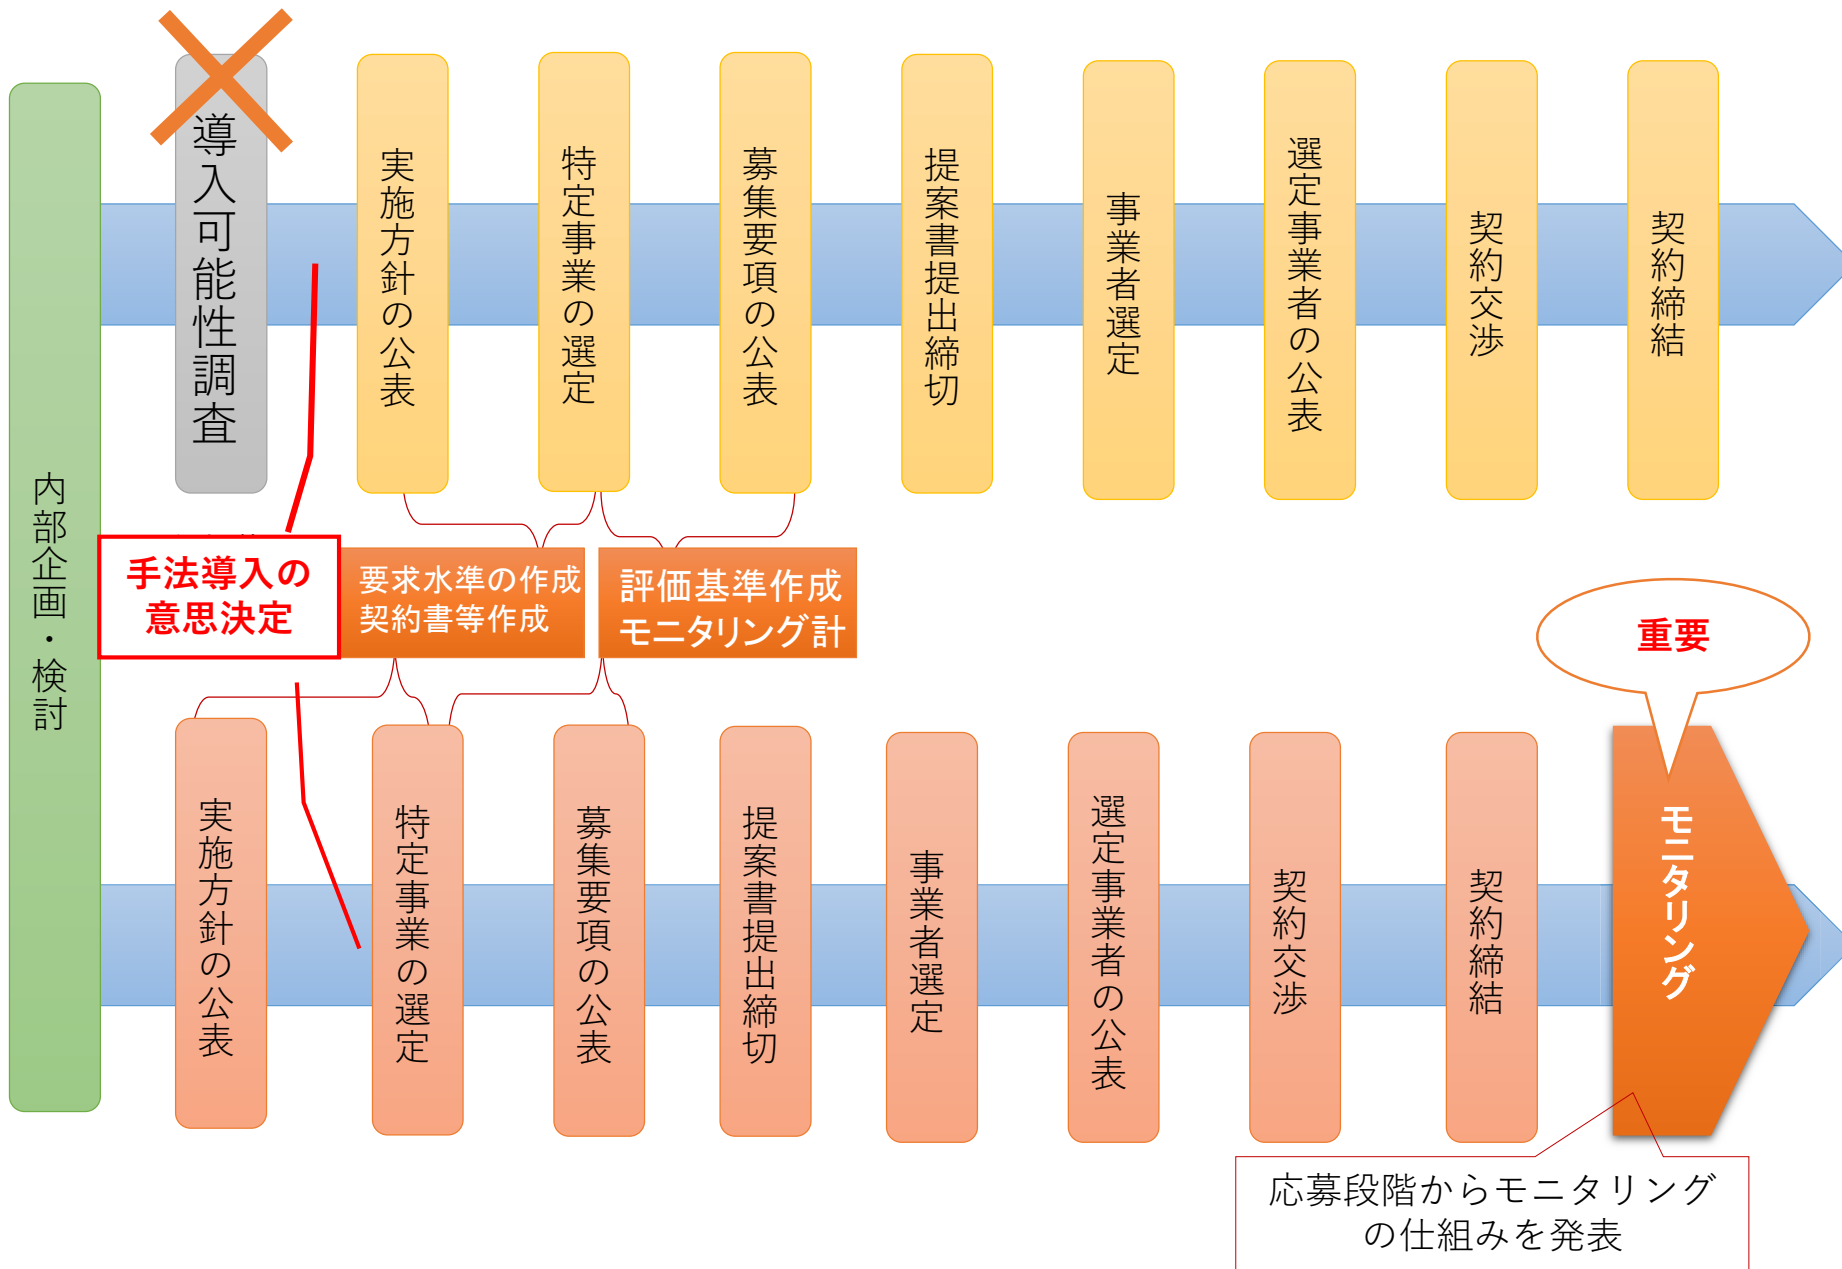 内部企画・検討
導入可能性調査
実施方針の公表
特定事業の選定
募集要項の公表
提案書提出締切
事業者選定
選定事業者の公表
契約交渉
契約締結
手法導入の
意思決定
要求水準の作成
契約書等作成
評価基準作成
モニタリング計
重要
実施方針の公表
特定事業の選定
募集要項の公表
提案書提出締切
事業者選定
選定事業者の公表
契約交渉
契約締結
モニタリング
応募段階からモニタリング
の仕組みを発表